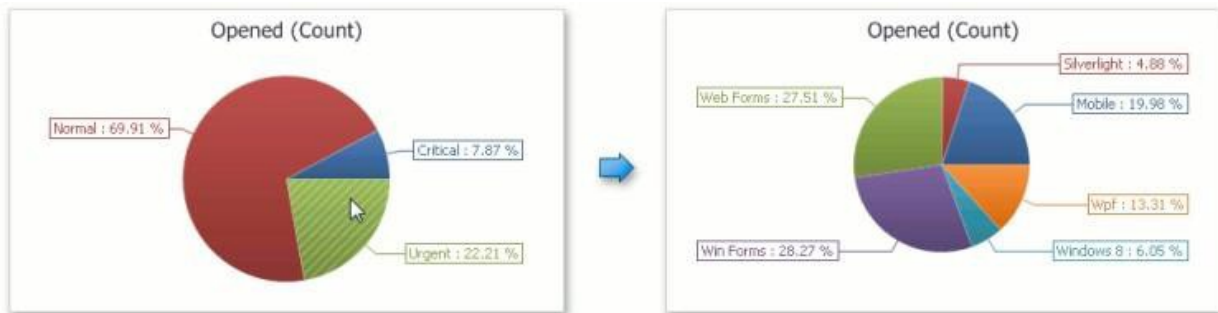 Opened (Count)
Normal : 69.91 %
Critical : 7.87 %
Urgent : 22.21 %
Opened (Count)
Silverlight : 4.88 %
Web Forms : 27.51 %
Mobile : 19.98 %
Wpf : 13.31 %
Win Forms : 28.27 %
Windows 8 : 6.05 %